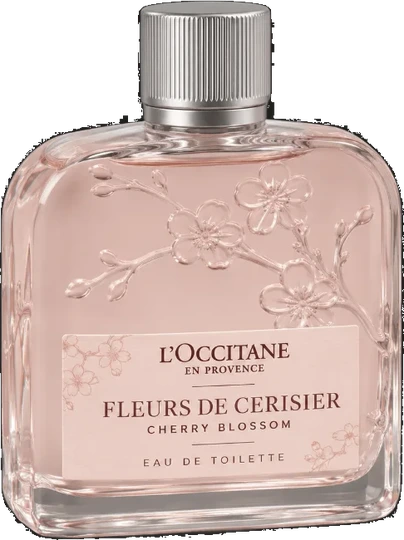 L'OCCITANE
EN PROVENCE
FLEURS DE CERISIER
CHERRY BLOSSOM
EAU DE TOILETTE